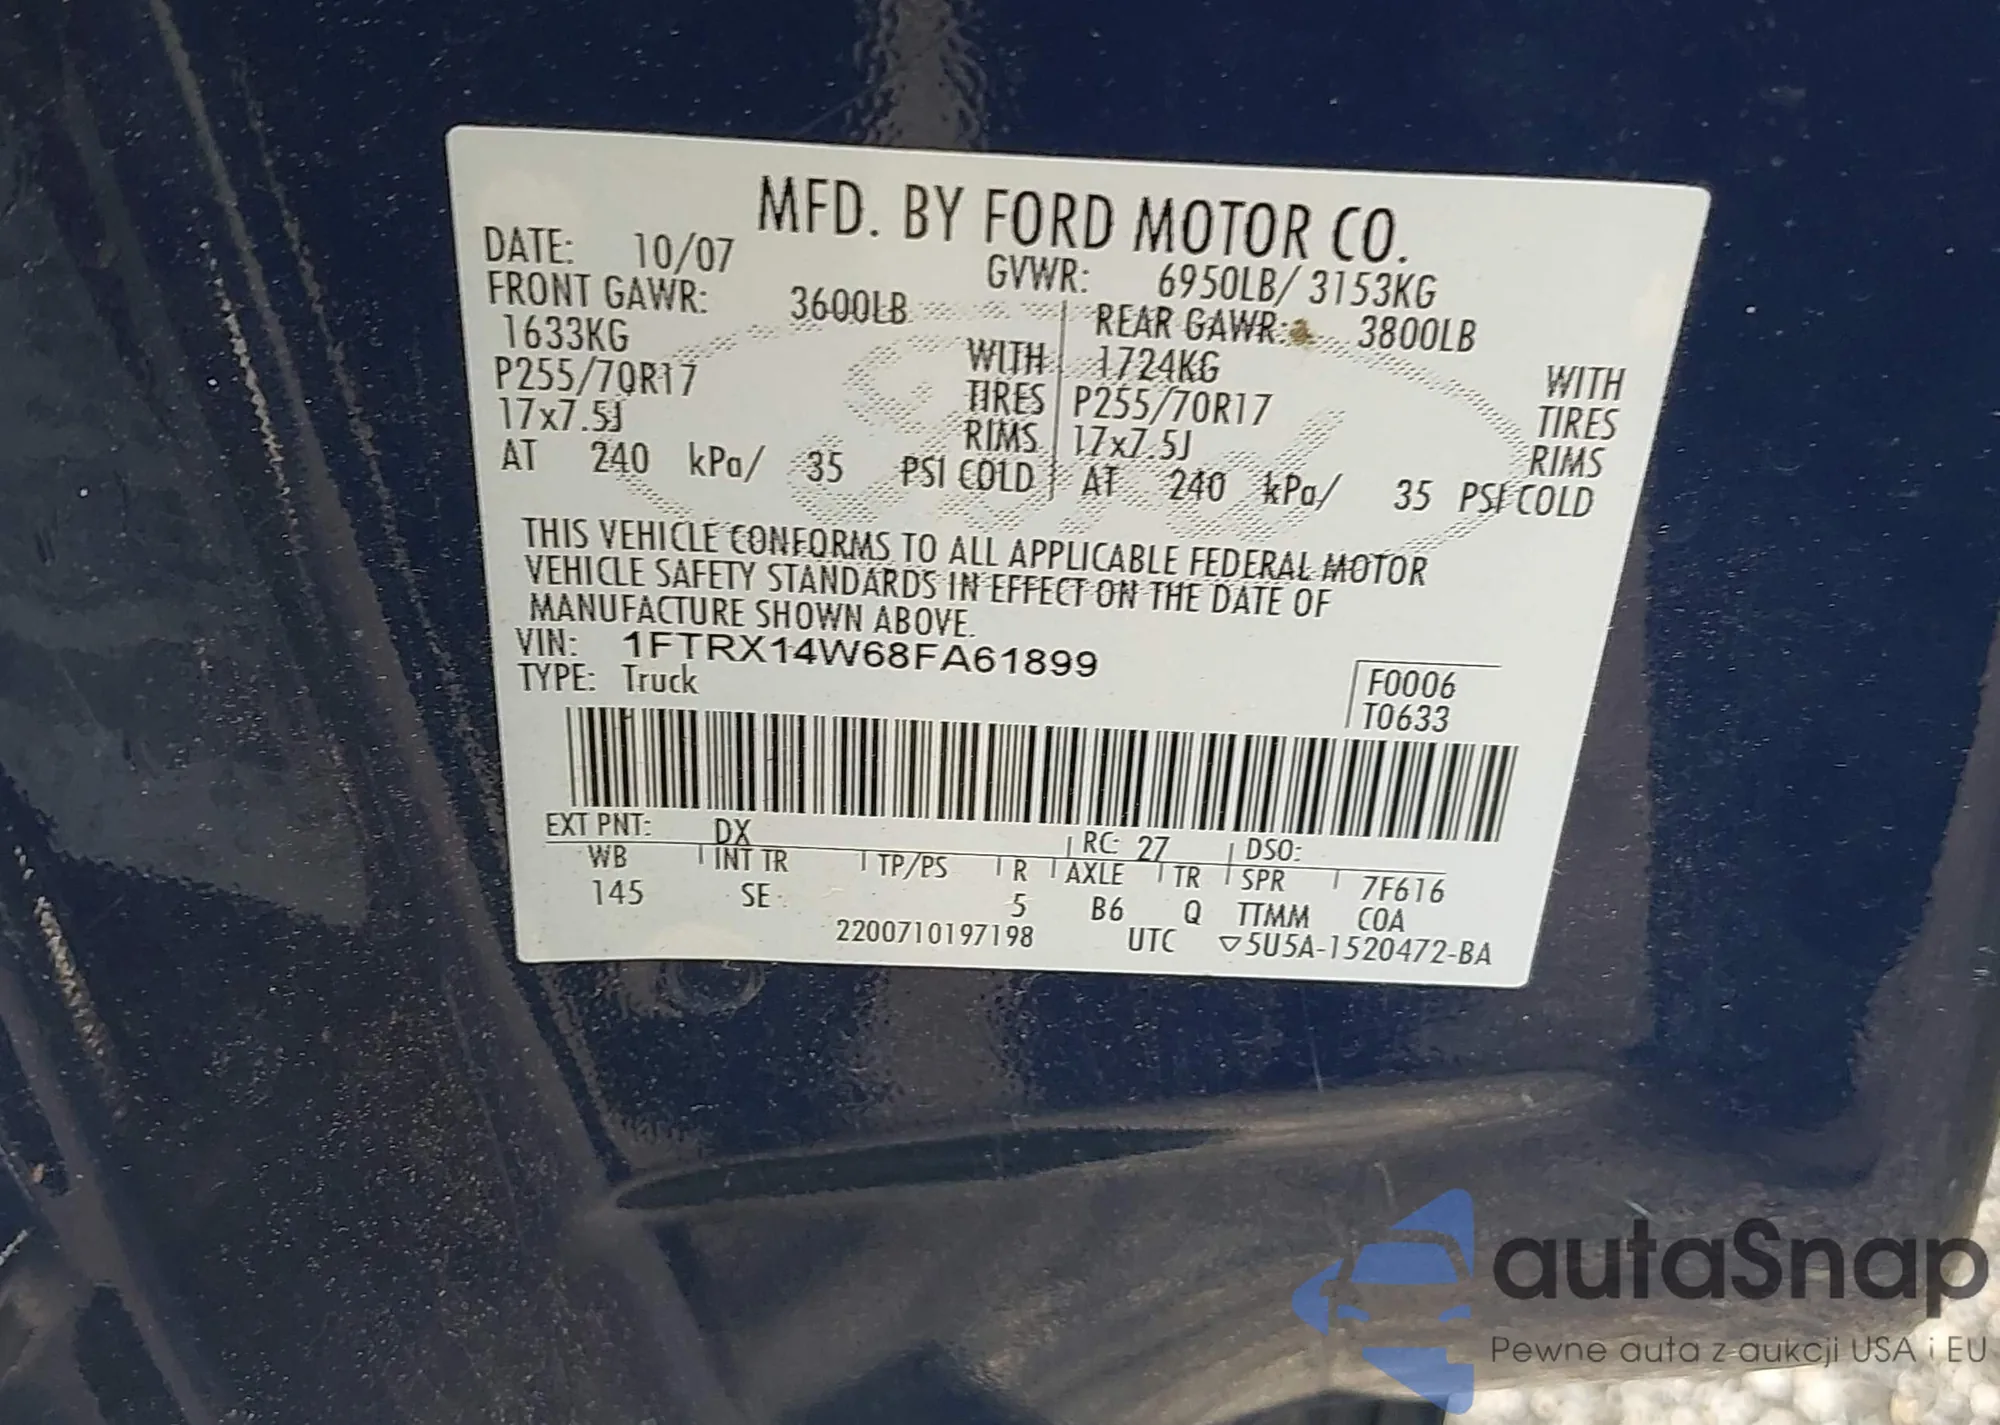 MFD. BY FORD MOTOR CO.
DATE: 10/07 GVWR: 6950LB/ 3153KG
FRONT GAWR: 3600LB REAR GAWR: 3800LB
1633KG WITH 1724KG WITH
P255/70R17 TIRES P255/70R17 TIRES
17x7.5J RIMS 17x7.5J RIMS
AT 240 kPa/ 35 PSI COLD AT 240 kPa/ 35 PSI COLD
THIS VEHICLE CONFORMS TO ALL APPLICABLE FEDERAL MOTOR
VEHICLE SAFETY STANDARDS IN EFFECT ON THE DATE OF
MANUFACTURE SHOWN ABOVE.
VIN: 1FTRX14W68FA61899
TYPE: Truck
F0006
T0633
EXT PNT: DX RC: 27 DSO:
WB INT TR TP/PS R AXLE TR SPR 7F616
145 SE 5 B6 Q TTMM COA
2200710197198 UTC ▽5U5A-1520472-BA
Ford
autaSnap
Pewne auta z aukcji USA i EU